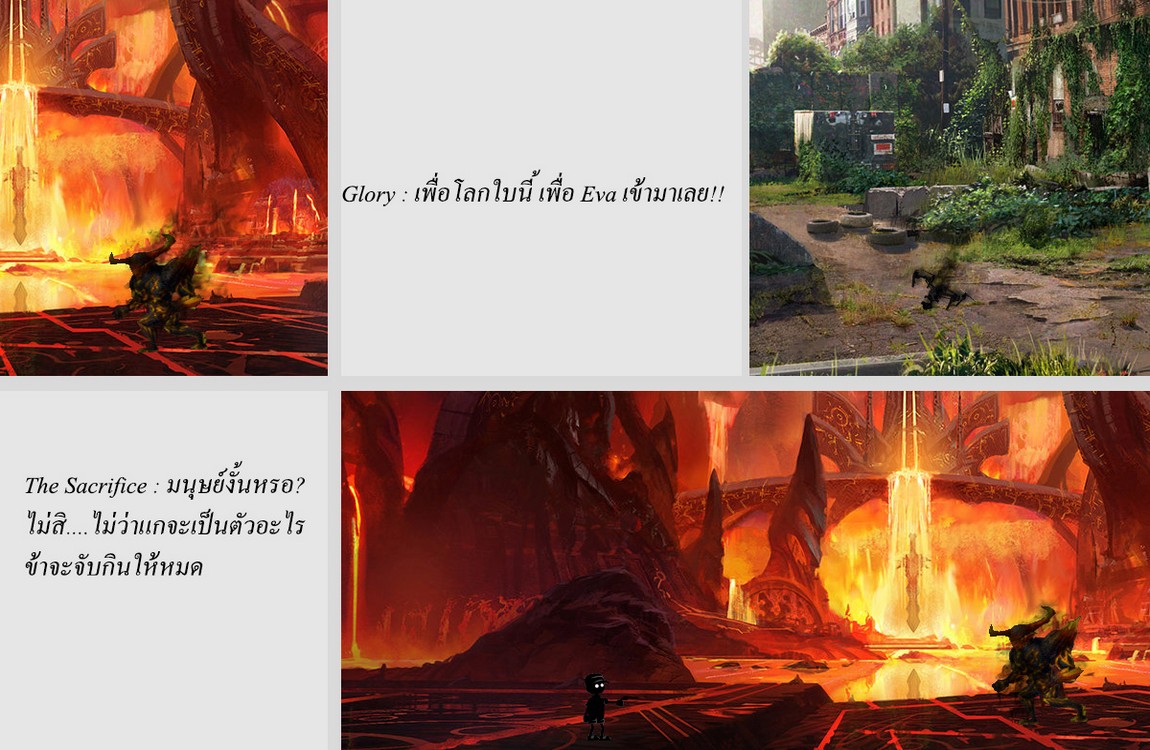 Glory : เพื่อโลกใบนี้ เพื่อ Eva เข้ามาเลย!!
The Sacrifice : มนุษย์งั้นหรอ?
ไม่สิ....ไม่ว่าแกจะเป็นตัวอะไร
ข้าจะจับกินให้หมด